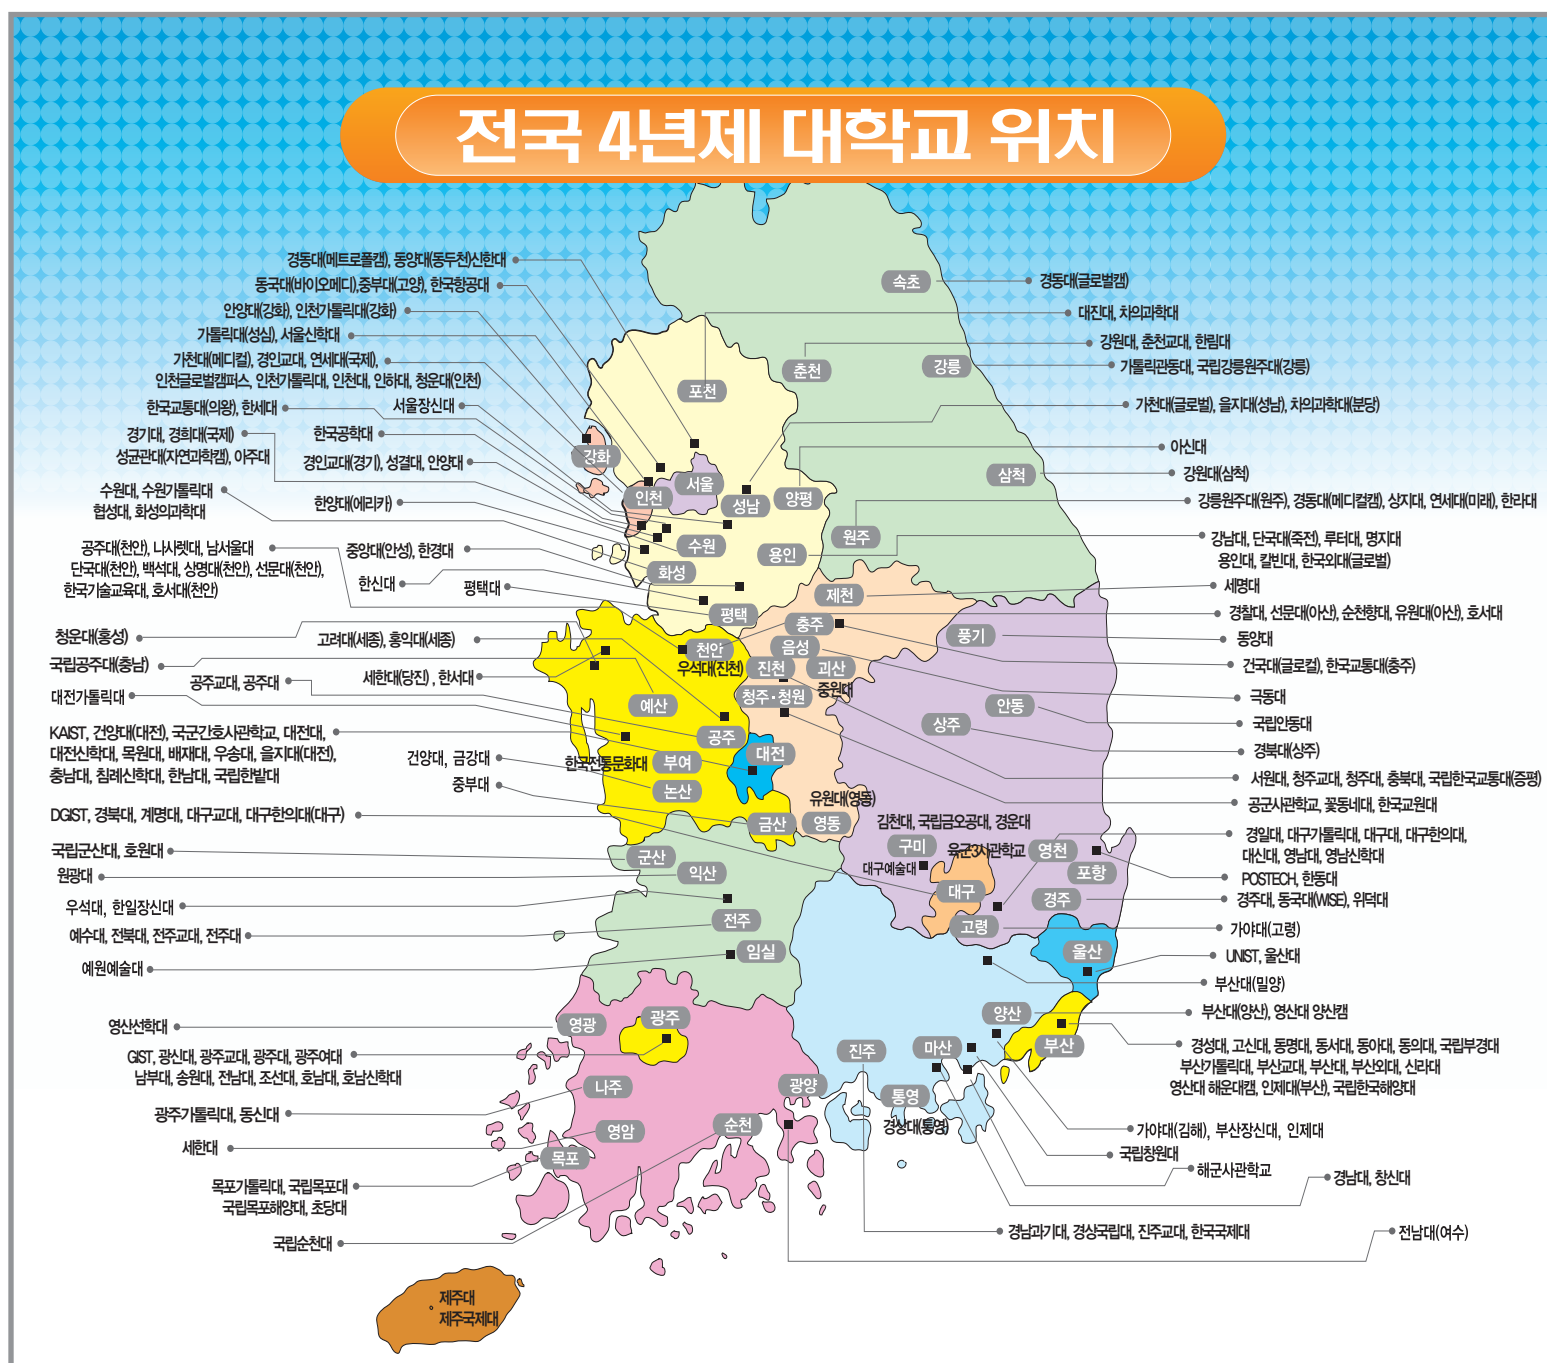 전국 4년제 대학교 위치
경동대(메트로폴캠), 동양대(동두천)신한대
동국대(바이오메디),중부대(고양), 한국항공대
안양대(강화), 인천가톨릭대(강화)
가톨릭대(성심), 서울신학대
가천대(메디컬), 경인교대, 연세대(국제),
인천글로벌캠퍼스, 인천가톨릭대, 인천대, 인하대, 청운대(인천)
한국교통대(의왕), 한세대
서울장신대
경기대, 경희대(국제)
성균관대(자연과학캠), 아주대
한국공학대
경인교대(경기), 성결대, 안양대
수원대, 수원가톨릭대
협성대, 화성의과학대
한양대(에리카)
공주대(천안), 나사렛대, 남서울대
단국대(천안), 백석대, 상명대(천안), 선문대(천안),
한국기술교육대, 호서대(천안)
중앙대(안성), 한경대
한신대
평택대
청운대(홍성)
고려대(세종), 홍익대(세종)
국립공주대(충남)
공주교대, 공주대
세한대(당진) , 한서대
대전가톨릭대
KAIST, 건양대(대전), 국군간호사관학교, 대전대,
대전신학대, 목원대, 배재대, 우송대, 을지대(대전),
충남대, 침례신학대, 한남대, 국립한밭대
건양대, 금강대
중부대
DGIST, 경북대, 계명대, 대구교대, 대구한의대(대구)
국립군산대, 호원대
원광대
우석대, 한일장신대
예수대, 전북대, 전주교대, 전주대
예원예술대
영산선학대
GIST, 광신대, 광주교대, 광주대, 광주여대
남부대, 송원대, 전남대, 조선대, 호남대, 호남신학대
광주가톨릭대, 동신대
세한대
목포가톨릭대, 국립목포대
국립목포해양대, 초당대
국립순천대
속초
춘천
강릉
포천
강화
서울
인천
성남
양평
삼척
원주
수원
용인
화성
평택
제천
충주
풍기
천안
음성
우석대(진천)
진천
괴산
중원대
청주·청원
예산
안동
상주
공주
대전
한국전통문화대
부여
논산
유원대(영동)
금산
영동
김천대, 국립금오공대, 경운대
구미
육군3사관학교
영천
대구예술대
포항
군산
익산
대구
경주
전주
고령
임실
울산
영광
광주
양산
부산
진주
마산
나주
광양
통영
경상대(통영)
영암
순천
목포
제주대
제주국제대
경동대(글로벌캠)
대진대, 차의과학대
강원대, 춘천교대, 한림대
가톨릭관동대, 국립강릉원주대(강릉)
가천대(글로벌), 을지대(성남), 차의과학대(분당)
아신대
강원대(삼척)
강릉원주대(원주), 경동대(메디컬캠), 상지대, 연세대(미래), 한라대
강남대, 단국대(죽전), 루터대, 명지대
용인대, 칼빈대, 한국외대(글로벌)
세명대
경찰대, 선문대(아산), 순천향대, 유원대(아산), 호서대
동양대
건국대(글로컬), 한국교통대(충주)
극동대
국립안동대
경북대(상주)
서원대, 청주교대, 청주대, 충북대, 국립한국교통대(증평)
공군사관학교, 꽃동네대, 한국교원대
경일대, 대구가톨릭대, 대구대, 대구한의대,
대신대, 영남대, 영남신학대
POSTECH, 한동대
경주대, 동국대(WISE), 위덕대
가야대(고령)
UNIST, 울산대
부산대(밀양)
부산대(양산), 영산대 양산캠
경성대, 고신대, 동명대, 동서대, 동아대, 동의대, 국립부경대
부산가톨릭대, 부산교대, 부산대, 부산외대, 신라대
영산대 해운대캠, 인제대(부산), 국립한국해양대
가야대(김해), 부산장신대, 인제대
국립창원대
해군사관학교
경남대, 창신대
경남과기대, 경상국립대, 진주교대, 한국국제대
전남대(여수)